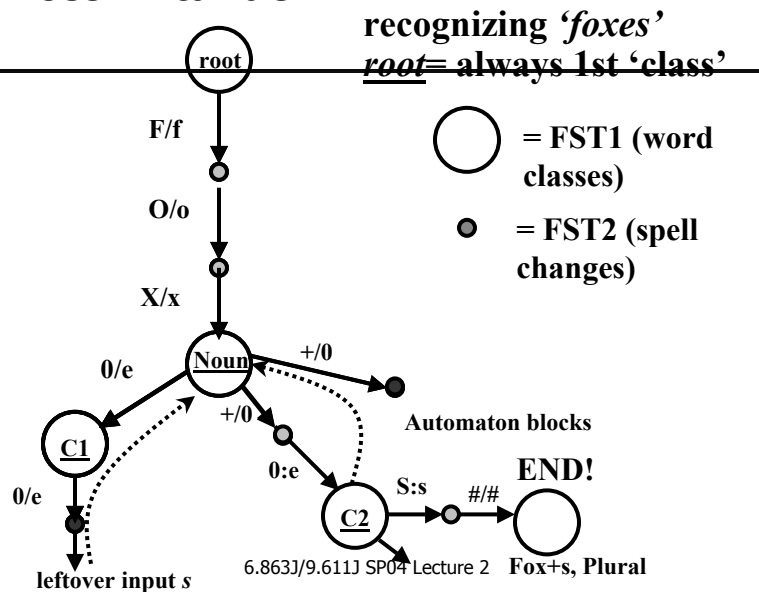 recognizing ‘foxes’
root= always 1st ‘class’
root
F/f
= FST1 (word
classes)
O/o
= FST2 (spell
changes)
X/x
Noun
+/0
0/e
+/0
Automaton blocks
C1
0:e
END!
0/e
S:s
#/#
C2
6.863J/9.611J SP04 Lecture 2
Fox+s, Plural
leftover input s